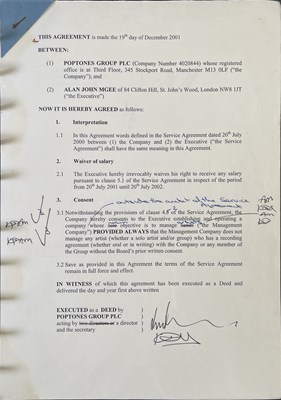 THIS AGREEMENT is made the 19th day of December 2001
BETWEEN:
(1) POPTONES GROUP PLC (Company Number 4020844) whose registered
office is at Third Floor, 345 Stockport Road, Manchester M13 0LF ("the
Company"); and
(2) ALAN JOHN MGEE of 84 Clifton Hill, St. John's Wood, London NW8 0JT
("the Executive")
NOW IT IS HEREBY AGREED as follows:
1. Interpretation
1.1 In this Agreement words defined in the Service Agreement dated 20th July
2000 between (1) the Company and (2) the Executive ("the Service
Agreement") shall have the same meaning in this Agreement.
2. Waiver of salary
2.1 The Executive hereby irrevocably waives his right to receive any salary
pursuant to clause 5.1 of the Service Agreement in respect of the period
from 20th July 2001 until 20th July 2002.
of the Service
Agreement
3. Consent
3.1 Notwithstanding the provisions of clause 4.8 of the Service Agreement, the
Company hereby consents to the Executive establishing and operating a
company whose sole objective is to manage bands ("the Management
Company") PROVIDED ALWAYS that the Management Company does not
manage any artist (whether a solo artist and/or group) who has a recording
agreement (whether oral or in writing) with the Company or any member of
the Group without the Board's prior written consent
3.2 Save as provided in this Agreement the terms of the Service Agreement
remain in full force and effect.
IN WITNESS of which this agreement has been executed as a Deed and
delivered the day and year first above written
EXECUTED as a DEED by )
POPTONES GROUP PLC )
acting by two directors or a director )
and the secretary )